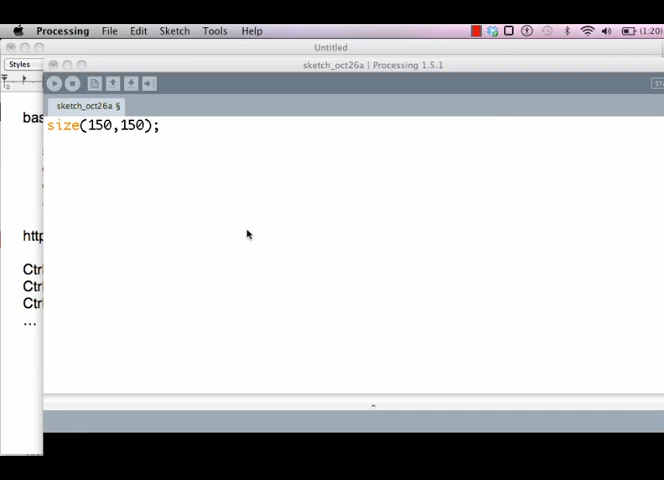 Processing File Edit Sketch Tools Help (1:20)
Untitled
Styles
sketch_oct26a | Processing 1.5.1
sketch_oct26a §
size(150,150);
bas
http
Ctrl
Ctrl
Ctrl
...